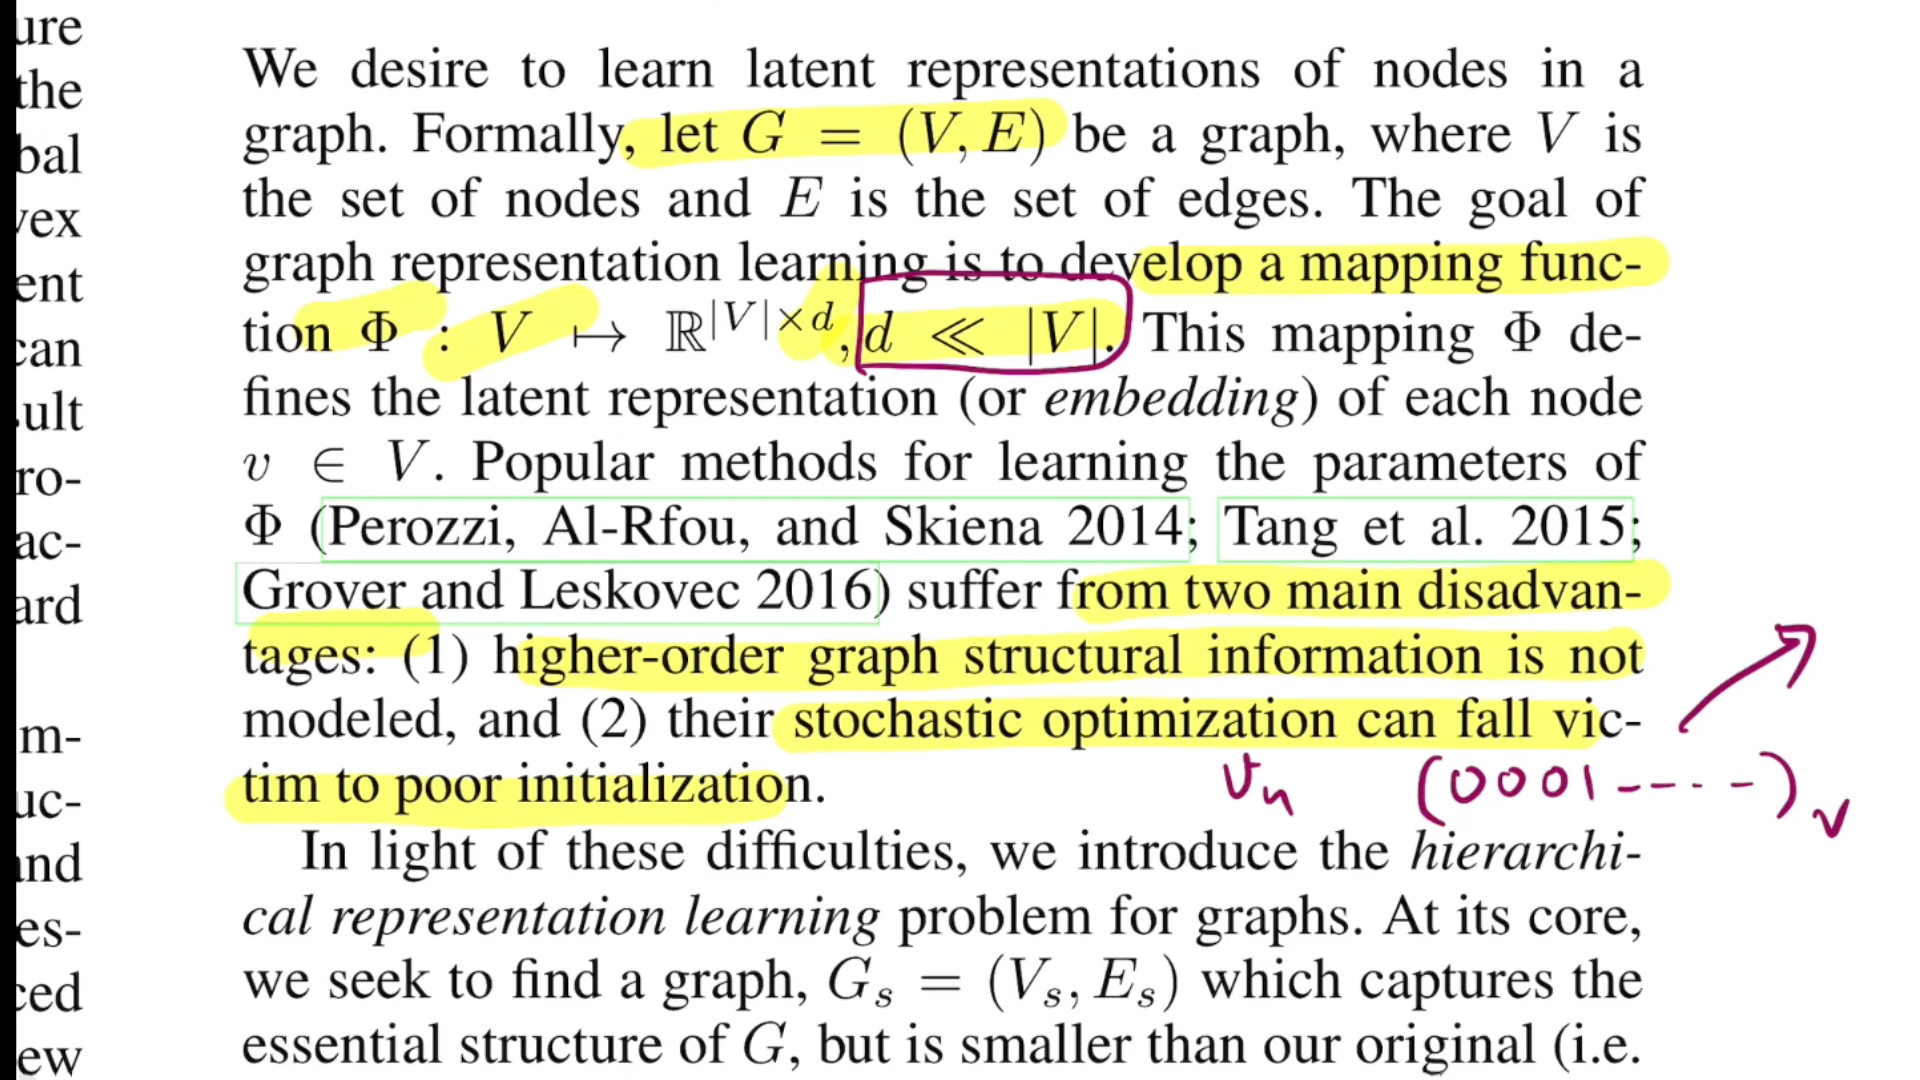 ure
the
bal
vex
ent
can
ult
ro-
ac-
ard
m-
uc-
and
es-
ced
ew
We desire to learn latent representations of nodes in a
graph. Formally, let G = (V, E) be a graph, where V is
the set of nodes and E is the set of edges. The goal of
graph representation learning is to develop a mapping func-
tion Φ : V ↦ ℝ^{|V|×d}, d ≪ |V|. This mapping Φ de-
fines the latent representation (or embedding) of each node
v ∈ V. Popular methods for learning the parameters of
Φ (Perozzi, Al-Rfou, and Skiena 2014; Tang et al. 2015;
Grover and Leskovec 2016) suffer from two main disadvan-
tages: (1) higher-order graph structural information is not
modeled, and (2) their stochastic optimization can fall vic-
tim to poor initialization.
Vn (0001-----)v
In light of these difficulties, we introduce the hierarchi-
cal representation learning problem for graphs. At its core,
we seek to find a graph, G_s = (V_s, E_s) which captures the
essential structure of G, but is smaller than our original (i.e.